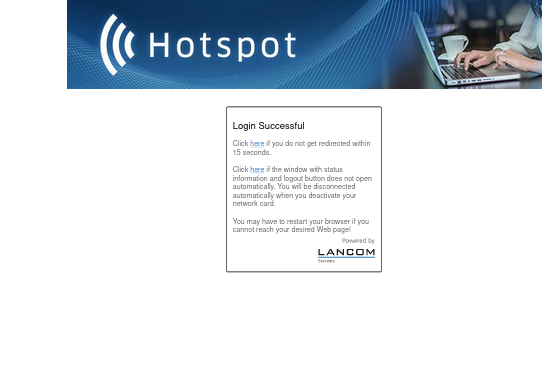 Hotspot
Login Successful
Click here if you do not get redirected within
15 seconds.
Click here if the window with status
information and logout button does not open
automatically. You will be disconnected
automatically when you deactivate your
network card.
You may have to restart your browser if you
cannot reach your desired Web page!
Powered by
LANCOM
Systems